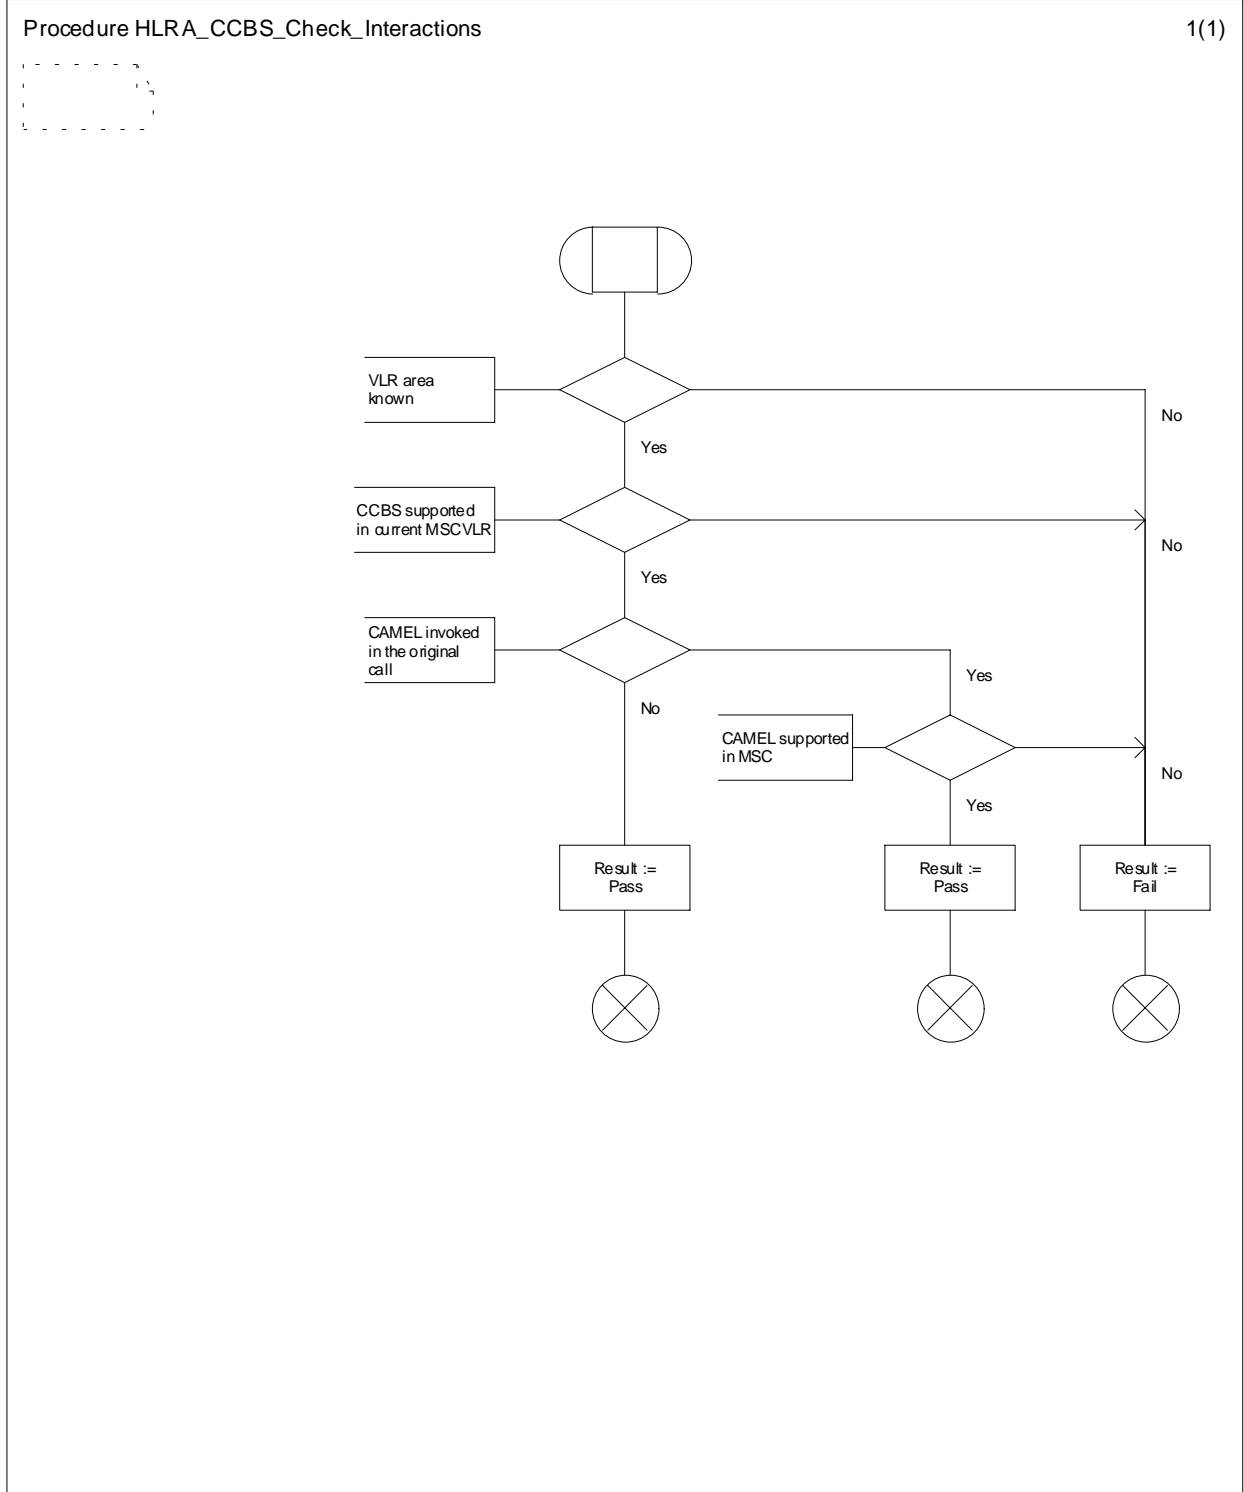 Procedure HLRA_CCBS_Check_Interactions
1(1)
VLR area
known
No
Yes
CCBS supported
in current MSCVLR
No
Yes
CAMEL invoked
in the original
call
Yes
No
CAMEL supported
in MSC
No
Yes
Result :=
Pass
Result :=
Pass
Result :=
Fail